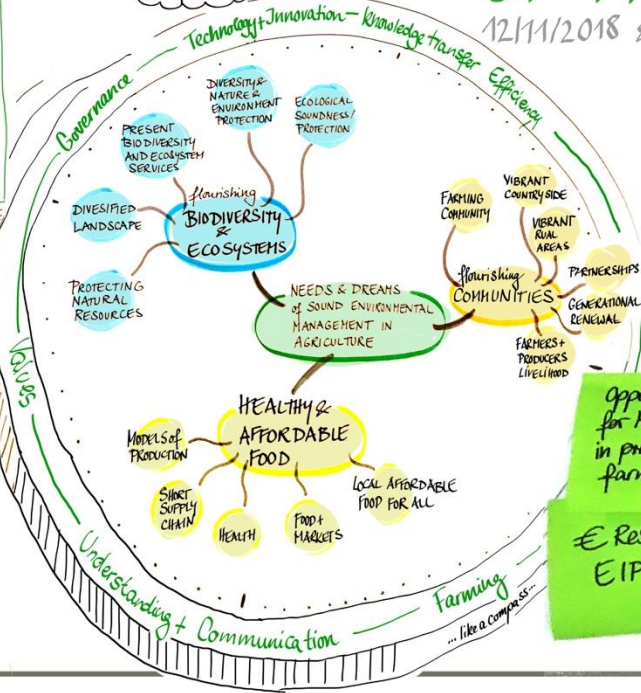 12/11/2018
Governance
Technology + Innovation – knowledge transfer
Efficiency
DIVERSITY &
NATURE &
ENVIRONMENT
PROTECTION
ECOLOGICAL
SOUNDNESS/
PROTECTION
PRESENT
BIODIVERSITY
AND ECOSYSTEM
SERVICES
DIVESIFIED
LANDSCAPE
PROTECTING
NATURAL
RESOURCES
flourishing
BIODIVERSITY
&
ECOSYSTEMS
NEEDS & DREAMS
of SOUND ENVIRONMENTAL
MANAGEMENT IN
AGRICULTURE
FARMING
COMMUNITY
VIBRANT
COUNTRYSIDE
VIBRANT
RUAL
AREAS
PARTNERSHIPS
GENERATIONAL
RENEWAL
flourishing
COMMUNITIES
FARMERS +
PRODUCERS
LIVELIHOOD
HEALTHY &
AFFORDABLE
FOOD
MODELS of
PRODUCTION
SHORT
SUPPLY
CHAIN
HEALTH
FOOD +
MARKETS
LOCAL AFFORDABLE
FOOD FOR ALL
Values
Understanding + Communication
Farming
... like a compass...
for
in
€
EIP